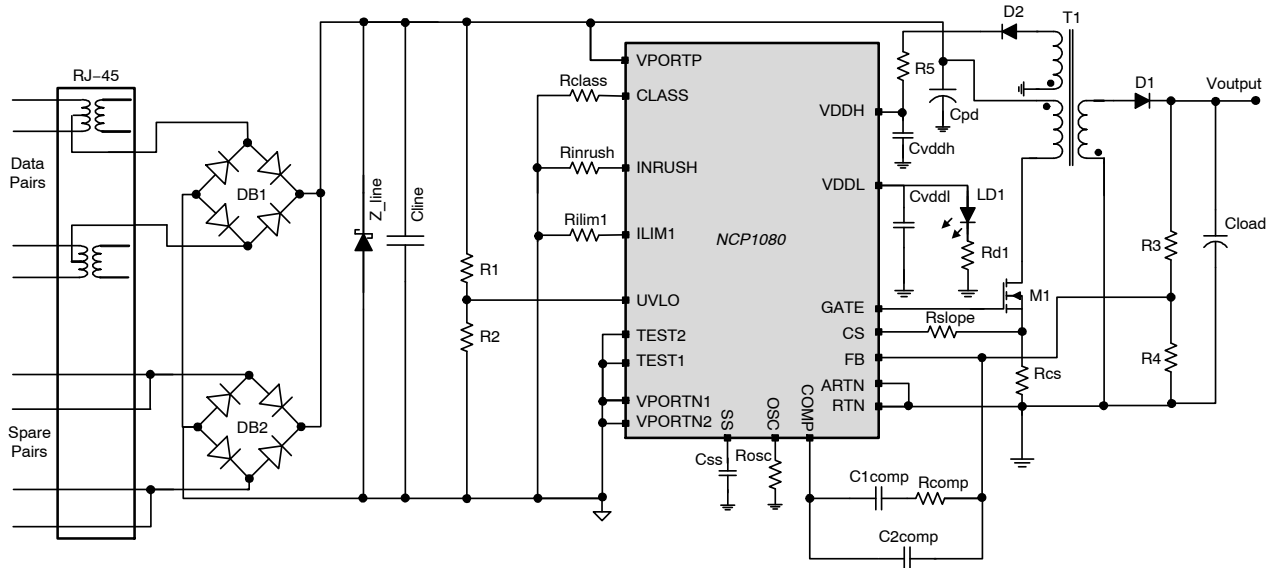 D2
T1
RJ−45
R5
D1
Voutput
VPORTP
Rclass
CLASS
VDDH
Cpd
Cvddh
Data
Pairs
DB1
Z_line
Cline
Rinrush
INRUSH
VDDL
Cvddl
LD1
Rilim1
ILIM1
NCP1080
Rd1
R3
Cload
R1
UVLO
GATE
M1
R2
TEST2
TEST1
CS
Rslope
FB
Rcs
R4
ARTN
RTN
VPORTN1
VPORTN2
SS
OSC
COMP
Spare
Pairs
DB2
Css
Rosc
C1comp
Rcomp
C2comp